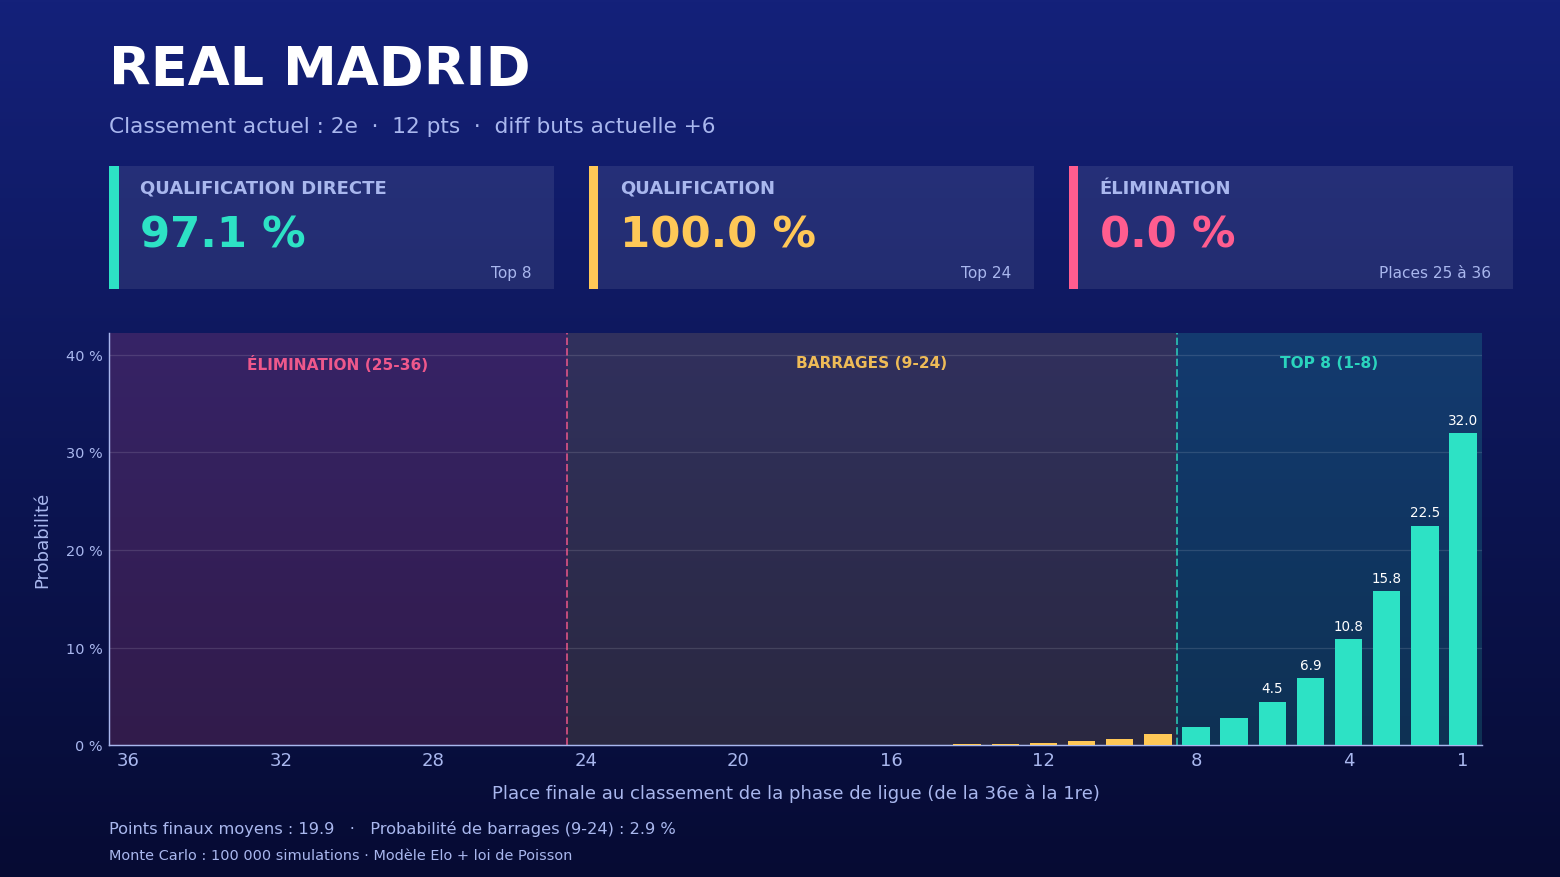 REAL MADRID
Classement actuel : 2e · 12 pts · diff buts actuelle +6
QUALIFICATION DIRECTE
97.1 %
Top 8
QUALIFICATION
100.0 %
Top 24
ÉLIMINATION
0.0 %
Places 25 à 36
ÉLIMINATION (25-36)
BARRAGES (9-24)
TOP 8 (1-8)
Probabilité
40 %
30 %
20 %
10 %
0 %
4.5
6.9
10.8
15.8
22.5
32.0
36 32 28 24 20 16 12 8 4 1
Place finale au classement de la phase de ligue (de la 36e à la 1re)
Points finaux moyens : 19.9 · Probabilité de barrages (9-24) : 2.9 %
Monte Carlo : 100 000 simulations · Modèle Elo + loi de Poisson